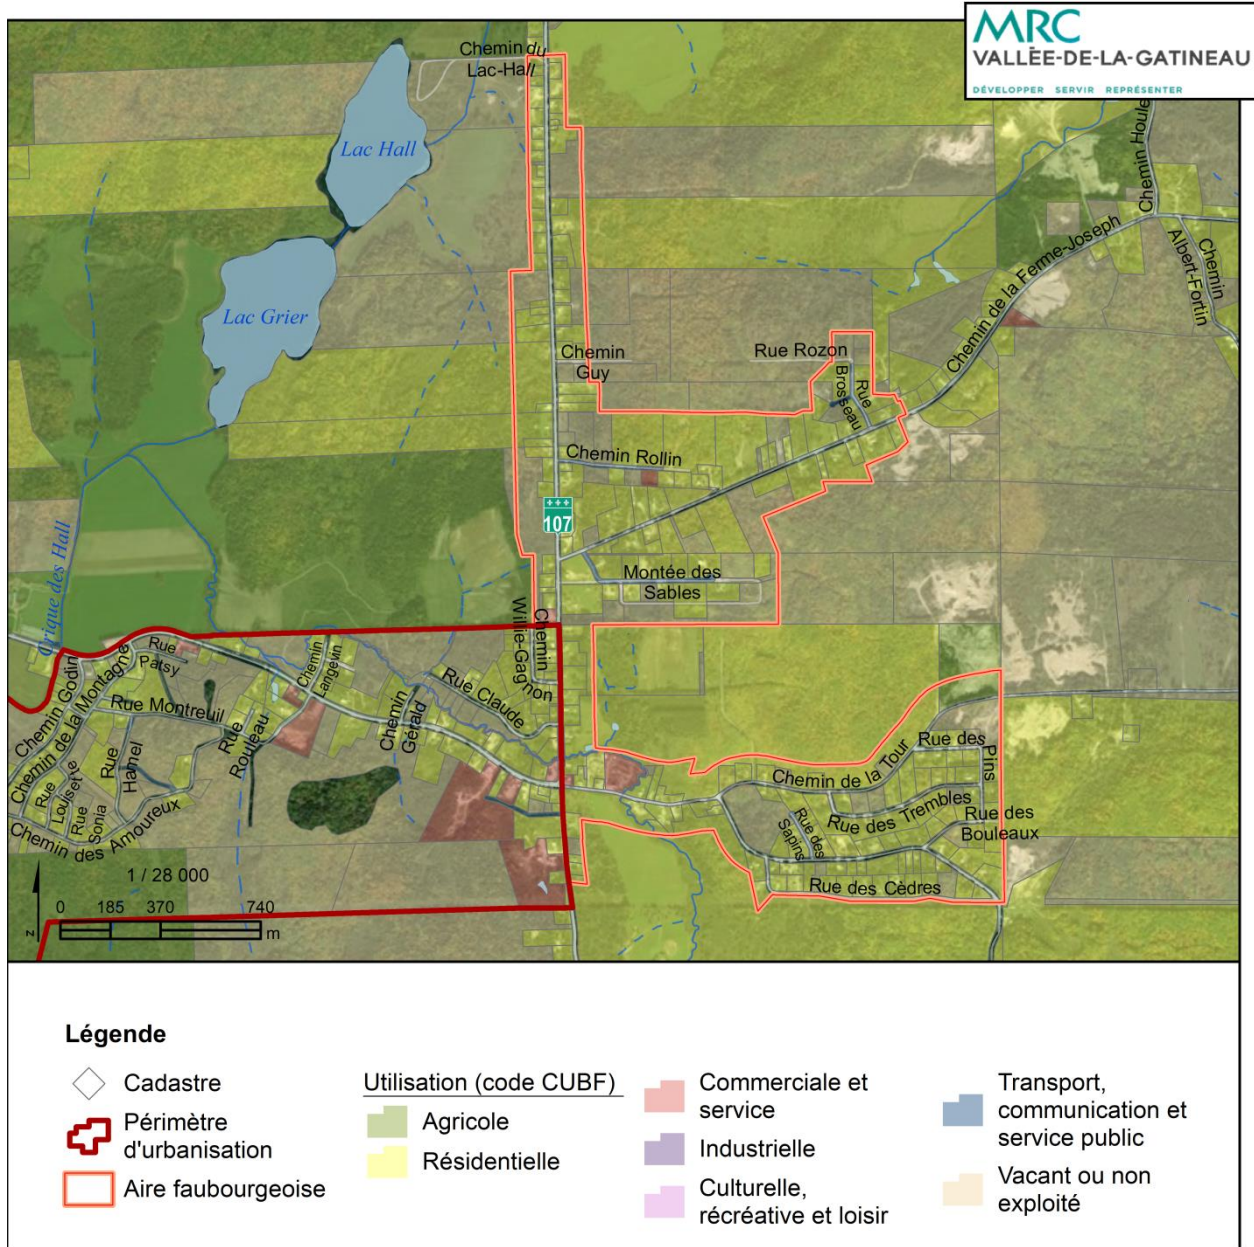 MRC
VALLÉE-DE-LA-GATINEAU
DÉVELOPPER SERVIR REPRÉSENTER
Chemin du
Lac-Hall
Lac Hall
Chemin Houle
Chemin
Albert-Fortin
Chemin de la Ferme-Joseph
Lac Grier
Chemin
Guy
Rue Rozon
Rue
Brosseau
Chemin Rollin
107
Crique des Hall
Montée des
Sables
Chemin
Willie-Gagnon
Rue
Patsy
Chemin
Langevin
Rue Claude
Chemin Godin
Chemin de la Montagne
Rue Montreuil
Rue
Rouleau
Chemin
Gérald
Rue
Hamel
Rue
Louisette
Rue
Sonia
Chemin des Amoureux
Chemin de la Tour
Rue des
Pins
Rue des Trembles
Rue des
Bouleaux
Rue des
Sapins
Rue des Cèdres
1 / 28 000
0 185 370 740
m
z
Légende
Cadastre
Périmètre
d'urbanisation
Aire faubourgeoise
Utilisation (code CUBF)
Agricole
Résidentielle
Commerciale et
service
Industrielle
Culturelle,
récréative et loisir
Transport,
communication et
service public
Vacant ou non
exploité